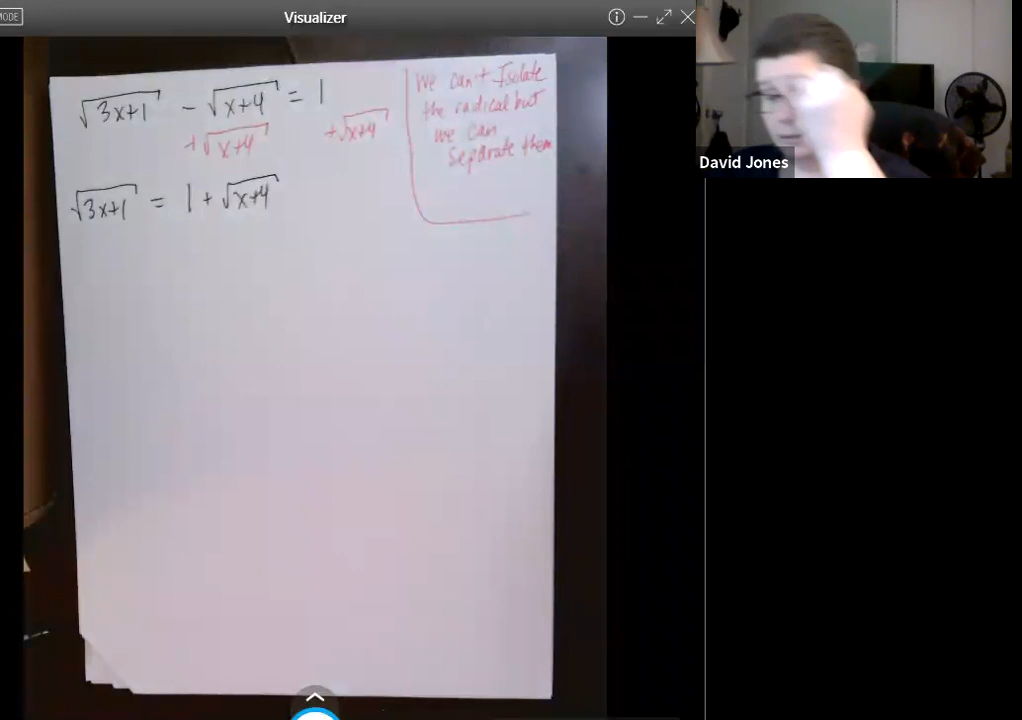 MODE
Visualizer
√3x+1 - √x+4 = 1
+√x+4 +√x+4
√3x+1 = 1 + √x+4
We can't Isolate
the radical but
we can
Separate them
David Jones